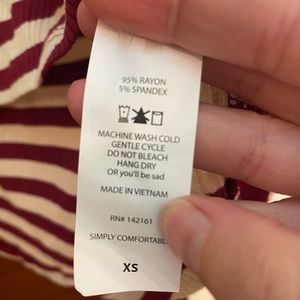 95% RAYON
5% SPANDEX
MACHINE WASH COLD
GENTLE CYCLE
DO NOT BLEACH
HANG DRY
OR you'll be sad
MADE IN VIETNAM
RN# 142161
SIMPLY COMFORTABLE
XS